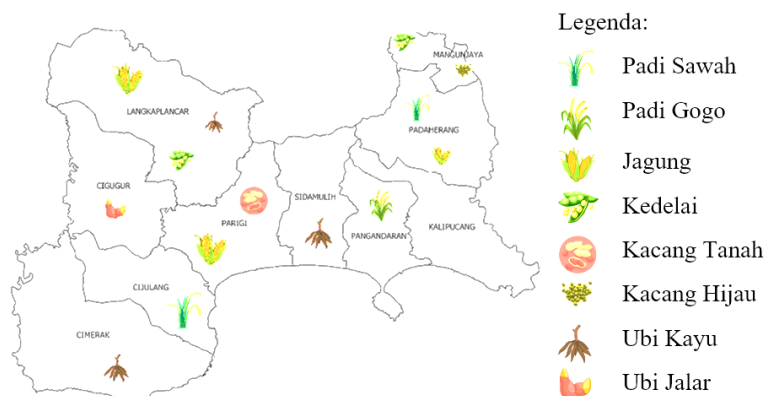 Legenda:
Padi Sawah
Padi Gogo
Jagung
Kedelai
Kacang Tanah
Kacang Hijau
Ubi Kayu
Ubi Jalar
MANGUNJAYA
LANGKAPLANCAR
PADAHERANG
CIGUGUR
SIDAMULIH
PARIGI
PANGANDARAN
KALIPUCANG
CIJULANG
CIMERAK